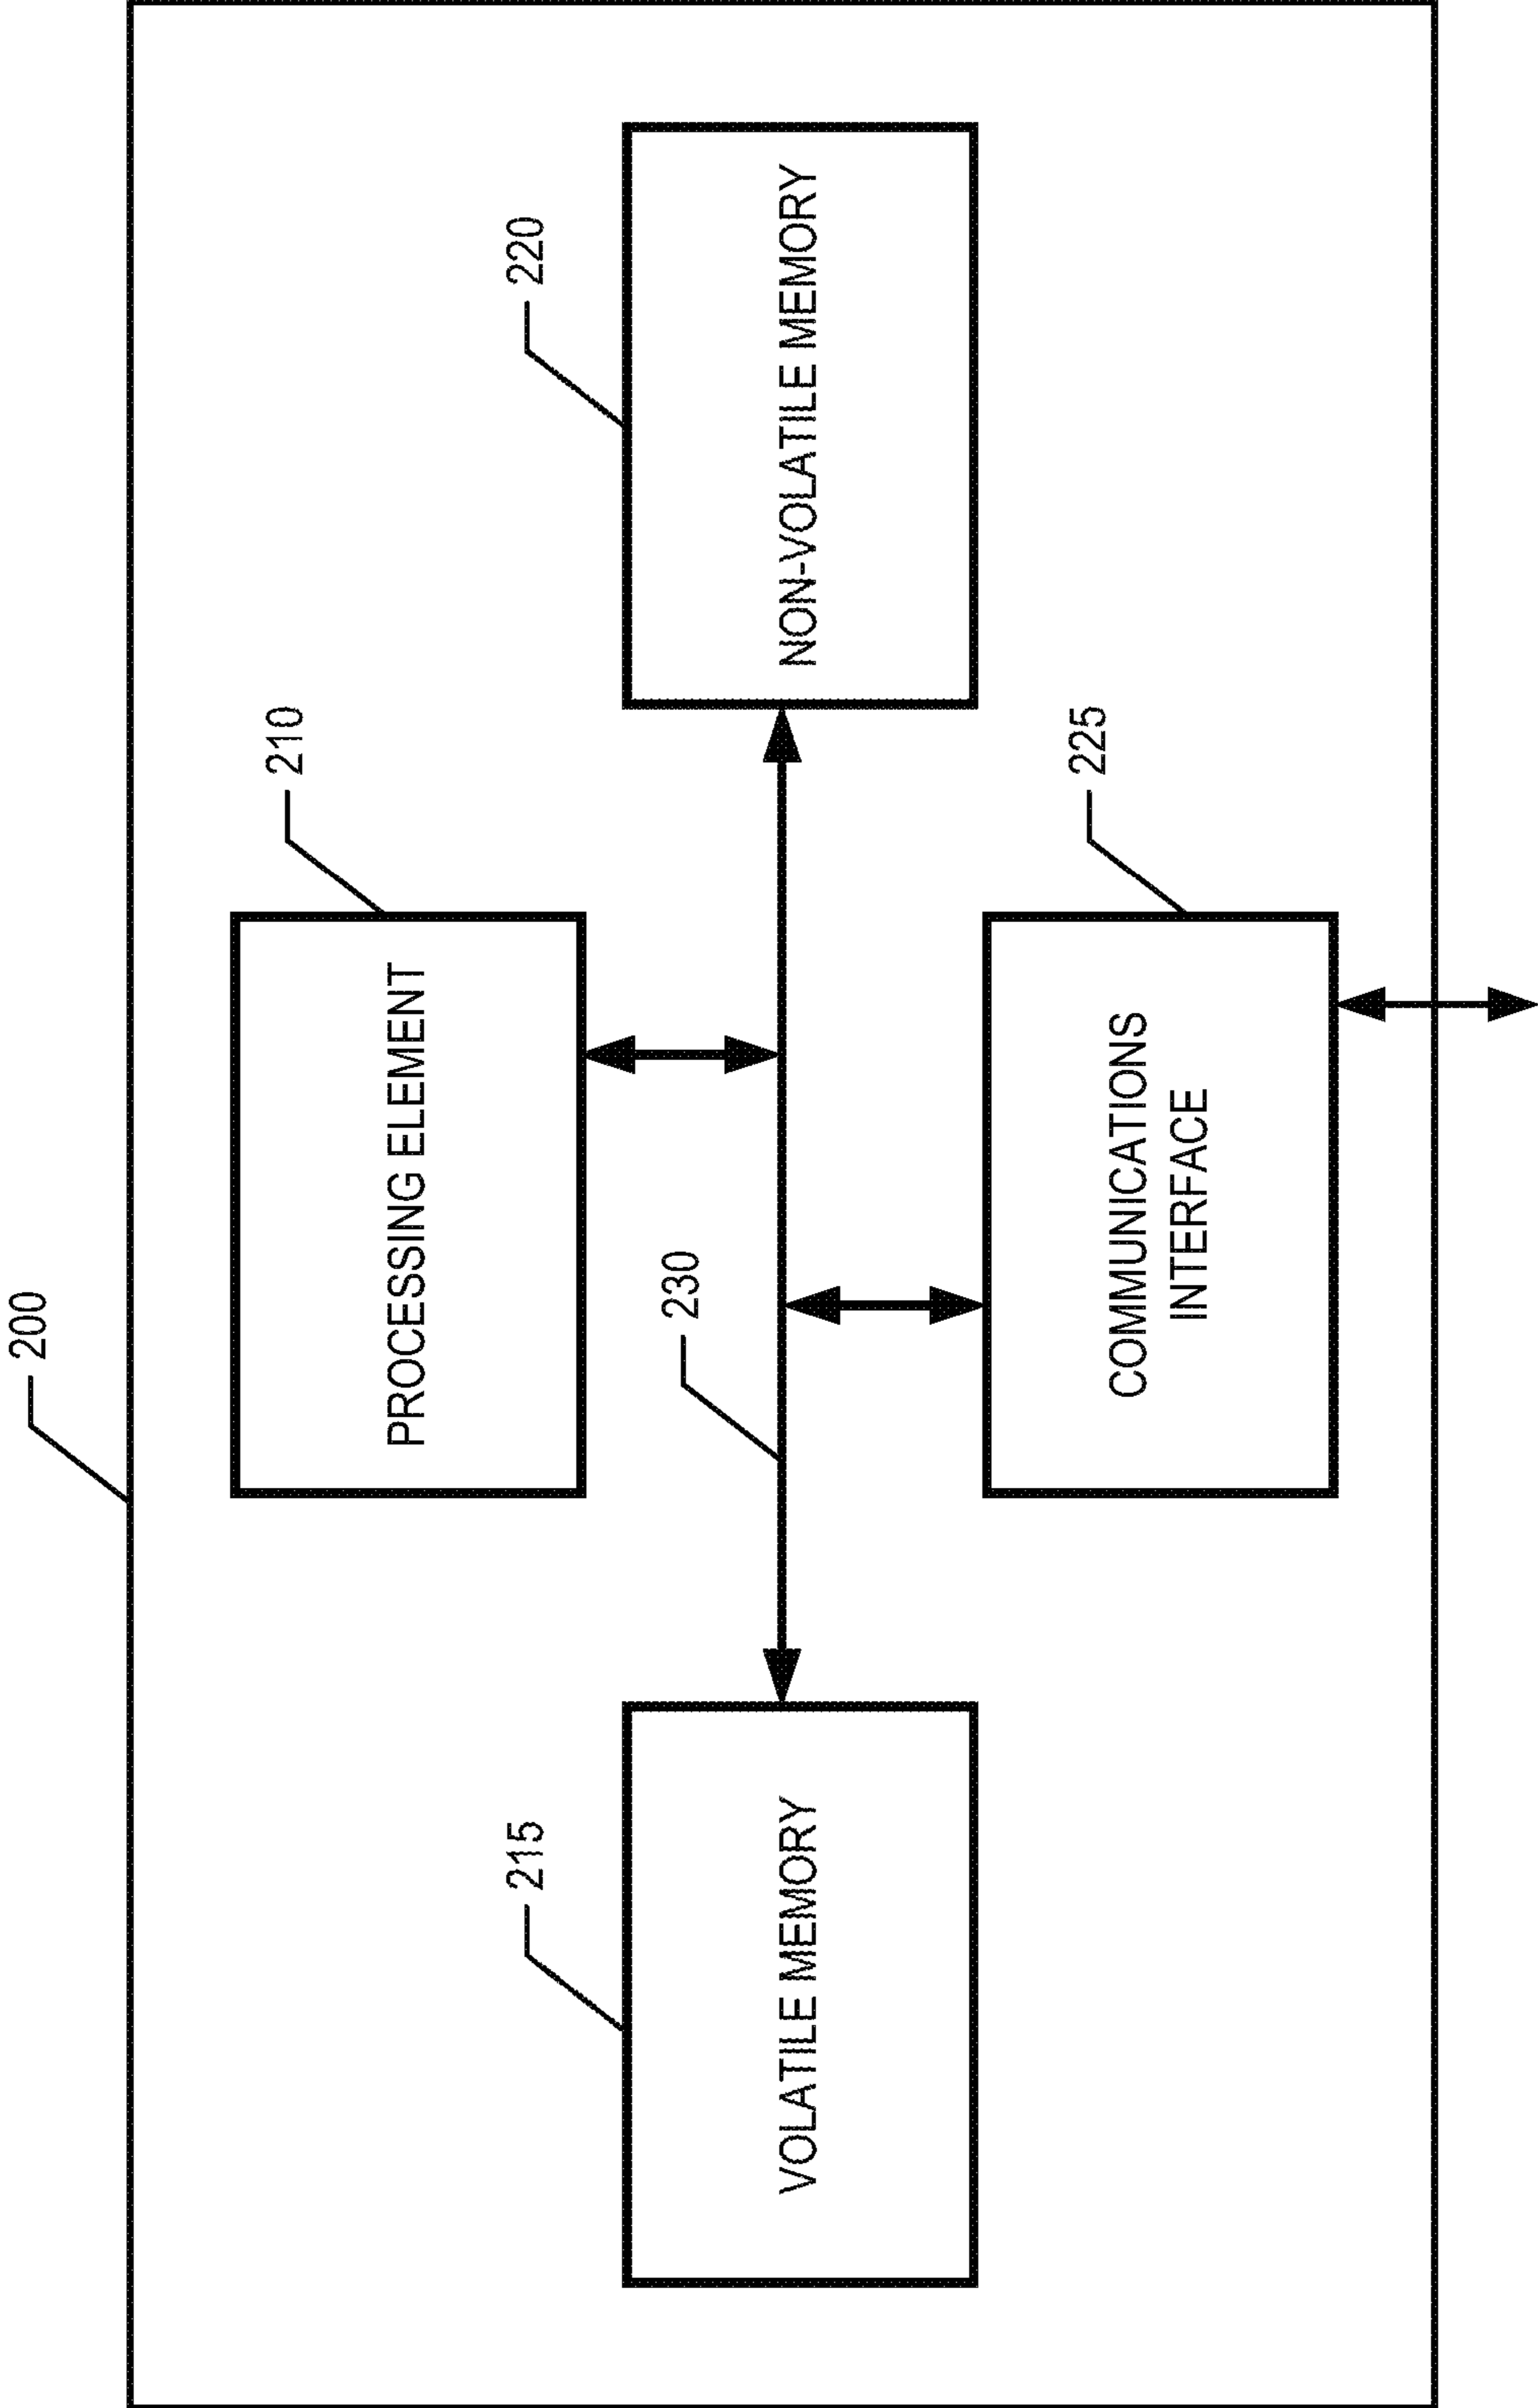 200
210
PROCESSING ELEMENT
215
VOLATILE MEMORY
220
NON-VOLATILE MEMORY
230
225
COMMUNICATIONS
INTERFACE